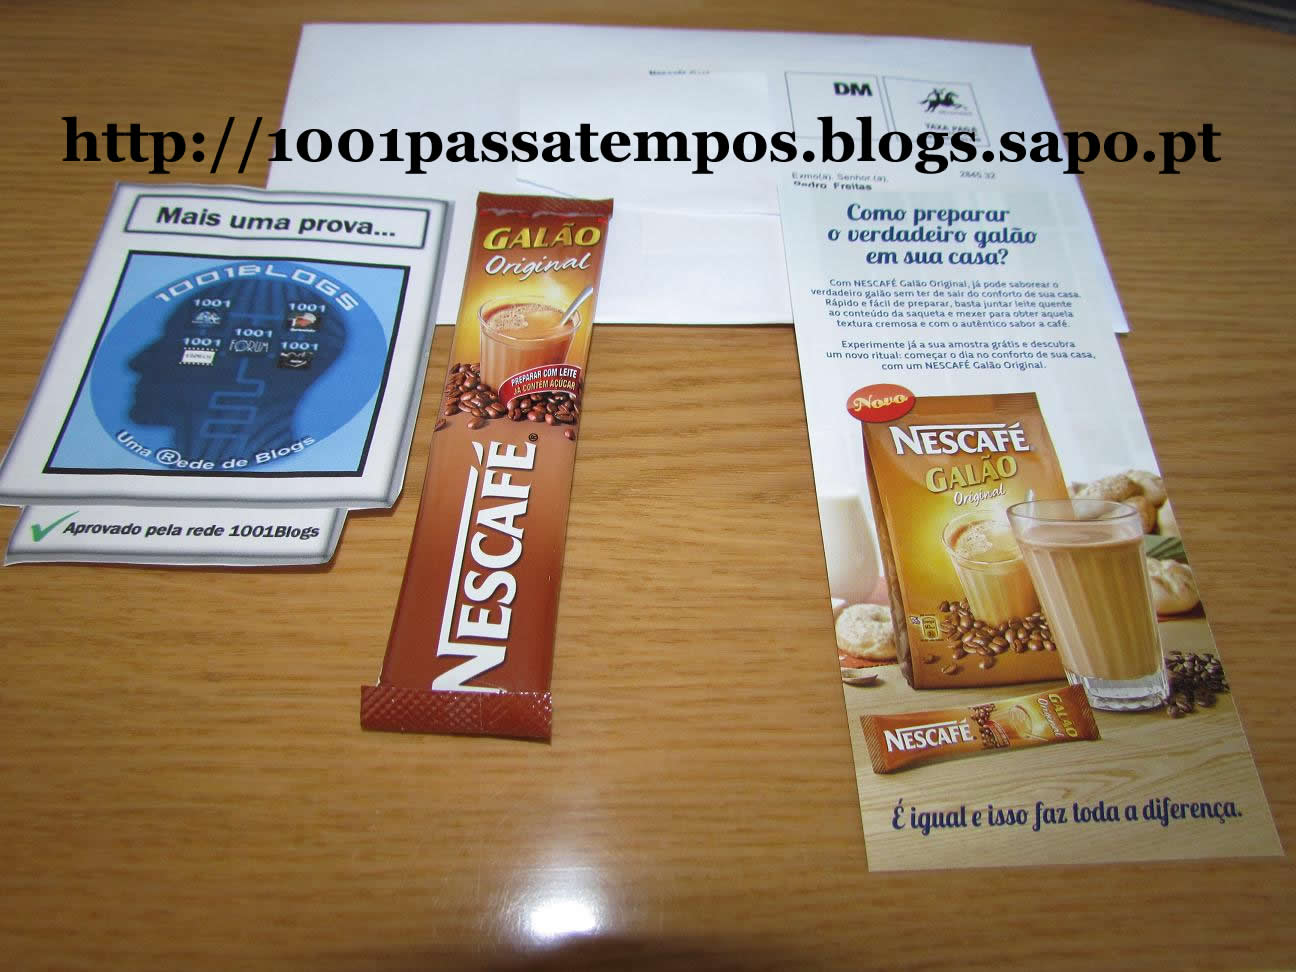 DM
TAXA PAGA
http://1001passatempos.blogs.sapo.pt
Exmo(a). Senhor.(a).
Pedro Freitas
Mais uma prova...
1001BLOGS
1001
1001
1001
1001
1001
FORUM
Uma ®ede de Blogs
Aprovado pela rede 1001Blogs
GALÃO
Original
PREPARAR COM LEITE
JÁ CONTÉM AÇÚCAR
NESCAFÉ®
Como preparar
o verdadeiro galão
em sua casa?
Com NESCAFÉ Galão Original, já pode saborear o
verdadeiro galão sem ter de sair do conforto de sua casa.
Rápido e fácil de preparar, basta juntar leite quente
ao conteúdo da saqueta e mexer para obter aquela
textura cremosa e com o autêntico sabor a café.
Experimente já a sua amostra grátis e descubra
um novo ritual: começar o dia no conforto de sua casa,
com um NESCAFÉ Galão Original.
Novo
NESCAFÉ
GALÃO
Original
NESCAFÉ
GALÃO
Original
É igual e isso faz toda a diferença.